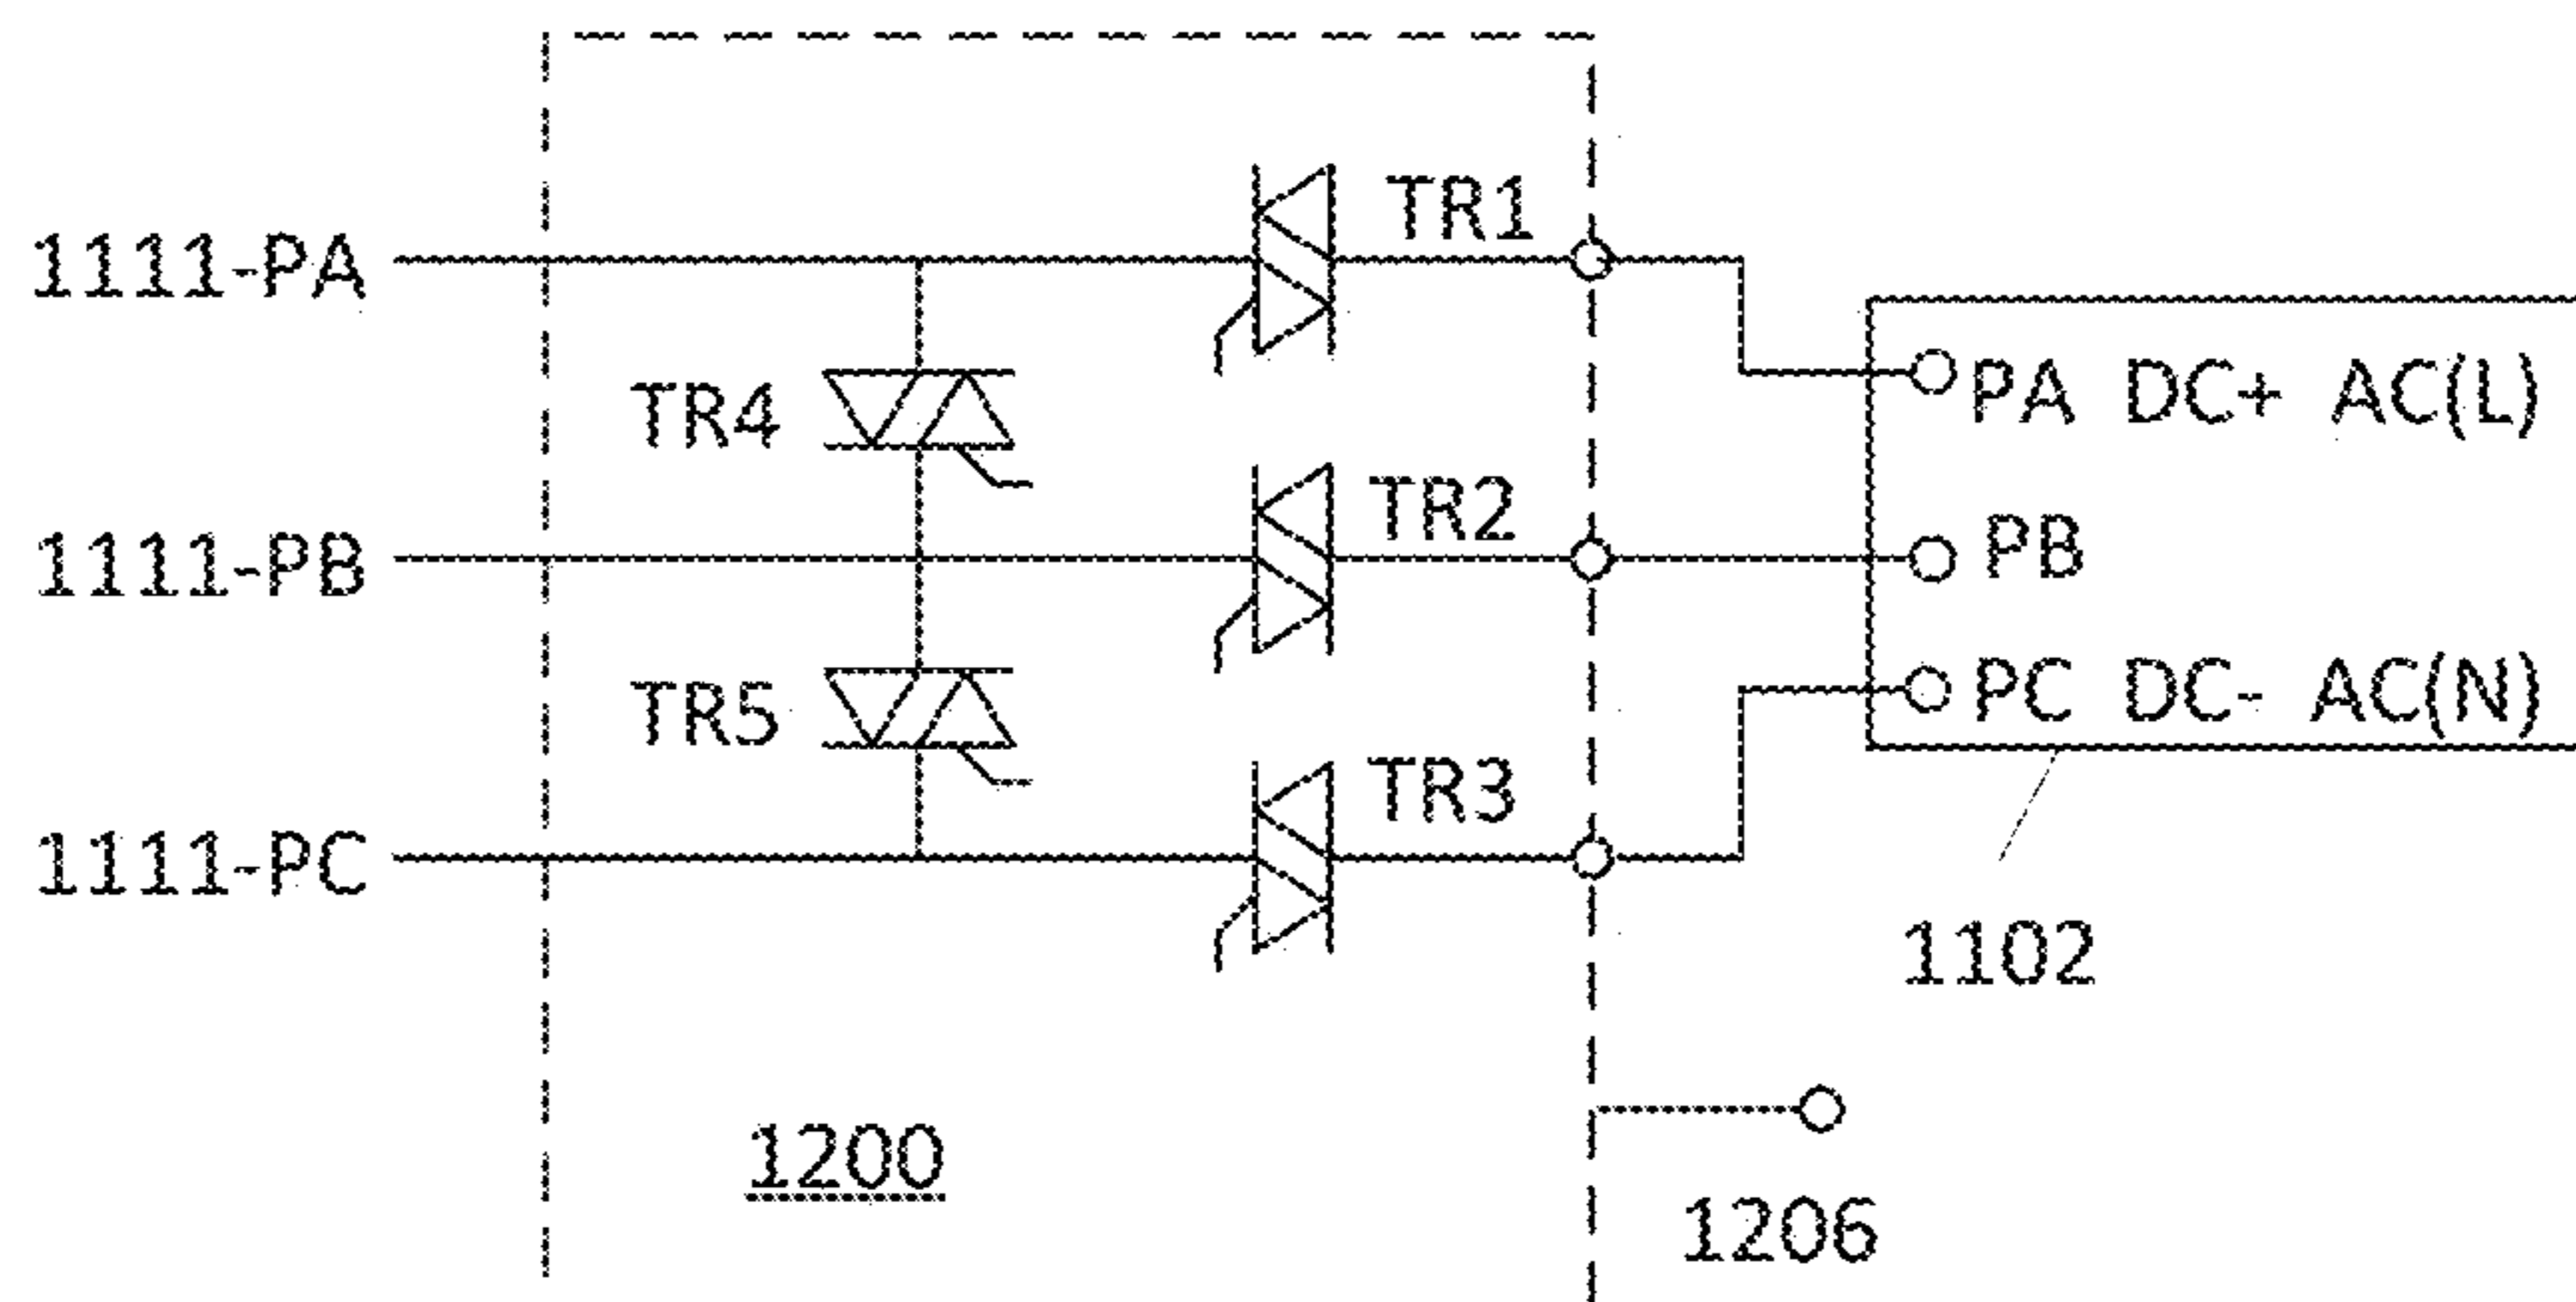 TR1
1111-PA
PA DC+ AC(L)
TR4
TR2
1111-PB
PB
TR5
PC DC- AC(N)
TR3
1111-PC
1102
1200
1206